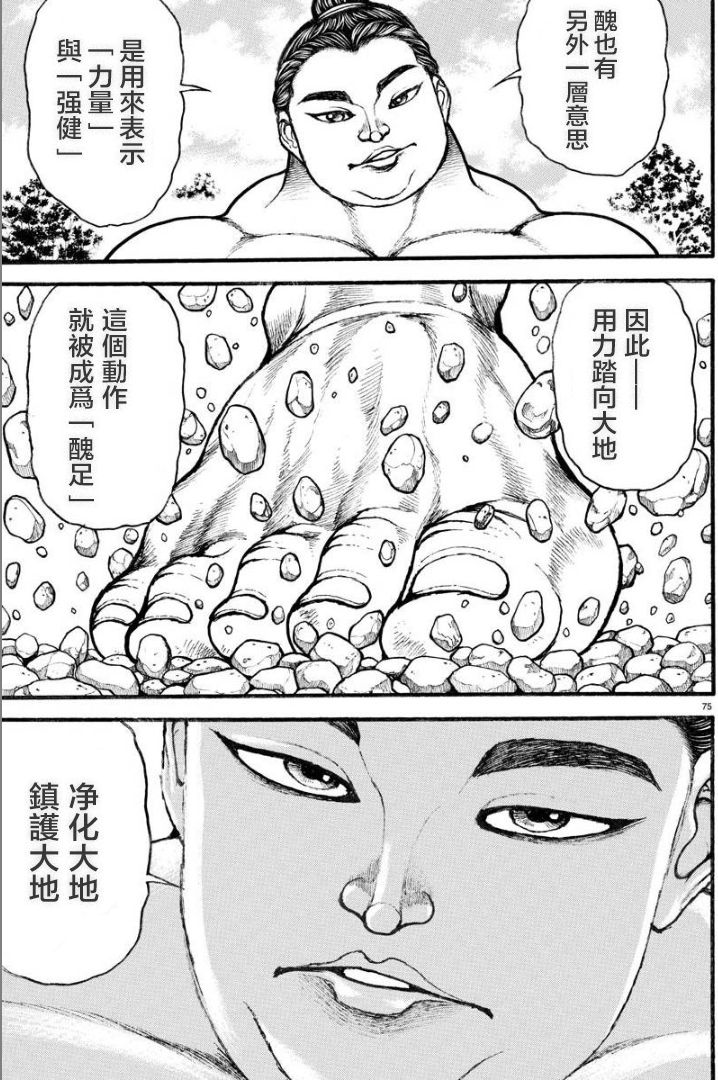 醜也有
另外一層意思
是用來表示
「力量」
與「强健」
因此——
用力踏向大地
這個動作
就被成爲「醜足」
75
净化大地
鎮護大地